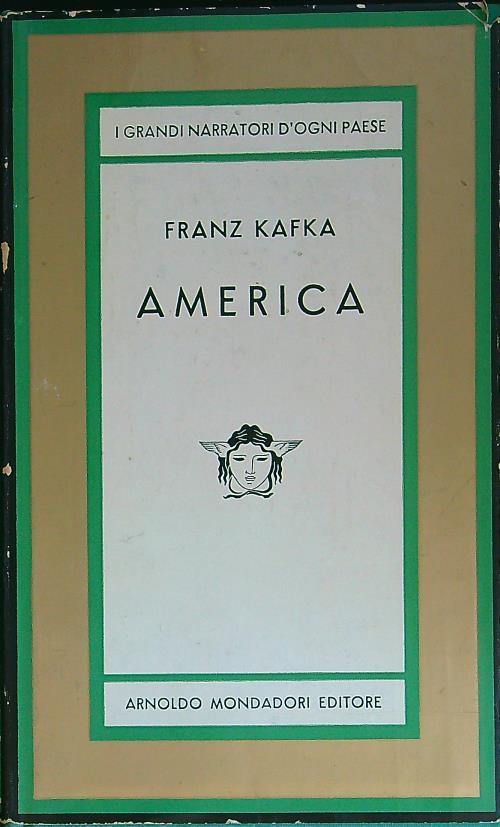 I GRANDI NARRATORI D'OGNI PAESE
FRANZ KAFKA
AMERICA
ARNOLDO MONDADORI EDITORE